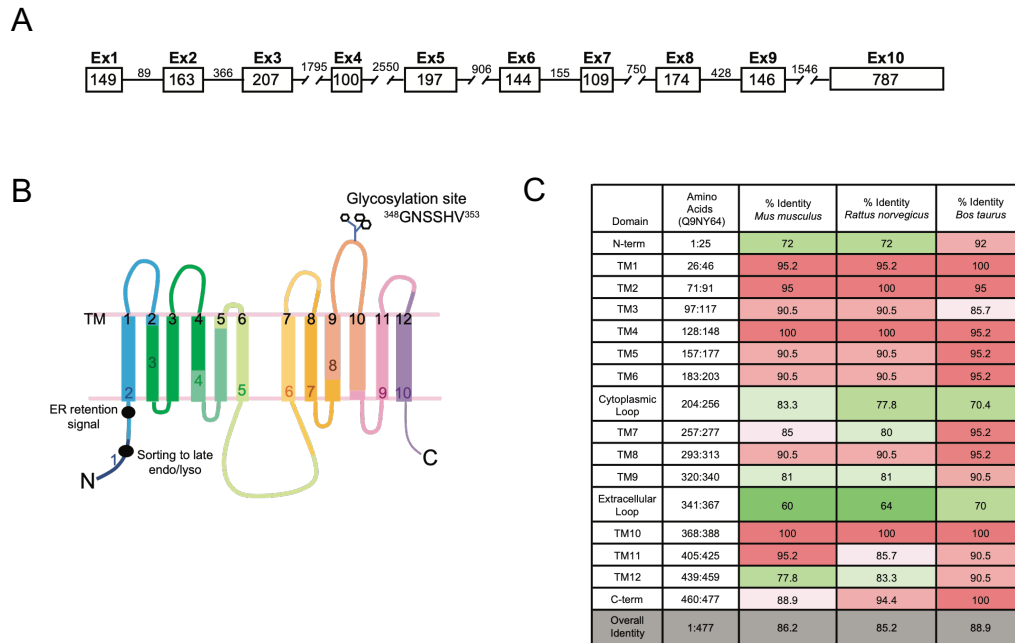 A
Ex1 Ex2 Ex3 Ex4 Ex5 Ex6 Ex7 Ex8 Ex9 Ex10
149 89 163 366 207 1795 100 2550 197 906 144 155 109 750 174 428 146 1546 787
B
Glycosylation site
348GNSSHV353
TM 1 2 3 4 5 6 7 8 9 10 11 12
3 8
4
2 5 6 7 9 10
ER retention
signal
1 Sorting to late
endo/lyso
N C
C
Domain Amino Acids (Q9NY64) % Identity Mus musculus % Identity Rattus norvegicus % Identity Bos taurus
N-term 1:25 72 72 92
TM1 26:46 95.2 95.2 100
TM2 71:91 95 100 95
TM3 97:117 90.5 90.5 85.7
TM4 128:148 100 100 95.2
TM5 157:177 90.5 90.5 95.2
TM6 183:203 90.5 90.5 95.2
Cytoplasmic Loop 204:256 83.3 77.8 70.4
TM7 257:277 85 80 95.2
TM8 293:313 90.5 90.5 95.2
TM9 320:340 81 81 90.5
Extracellular Loop 341:367 60 64 70
TM10 368:388 100 100 100
TM11 405:425 95.2 85.7 90.5
TM12 439:459 77.8 83.3 90.5
C-term 460:477 88.9 94.4 100
Overall Identity 1:477 86.2 85.2 88.9